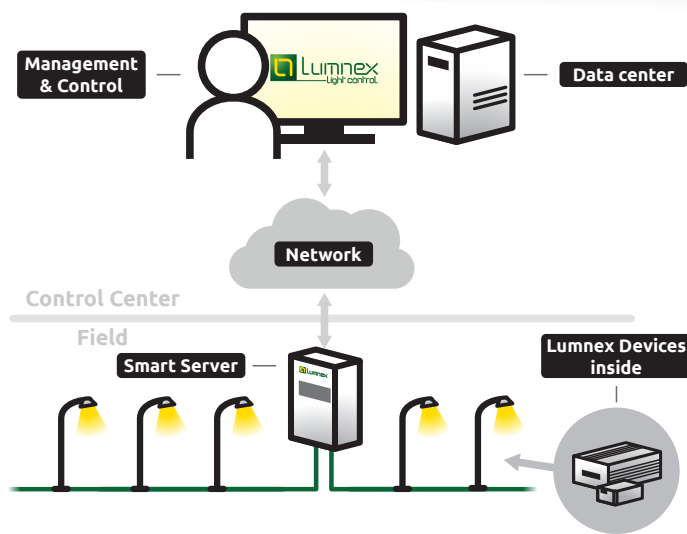 Management
& Control
Lumnex
light control
Data center
Network
Control Center
Field
Smart Server
Lumnex
Lumnex Devices
inside